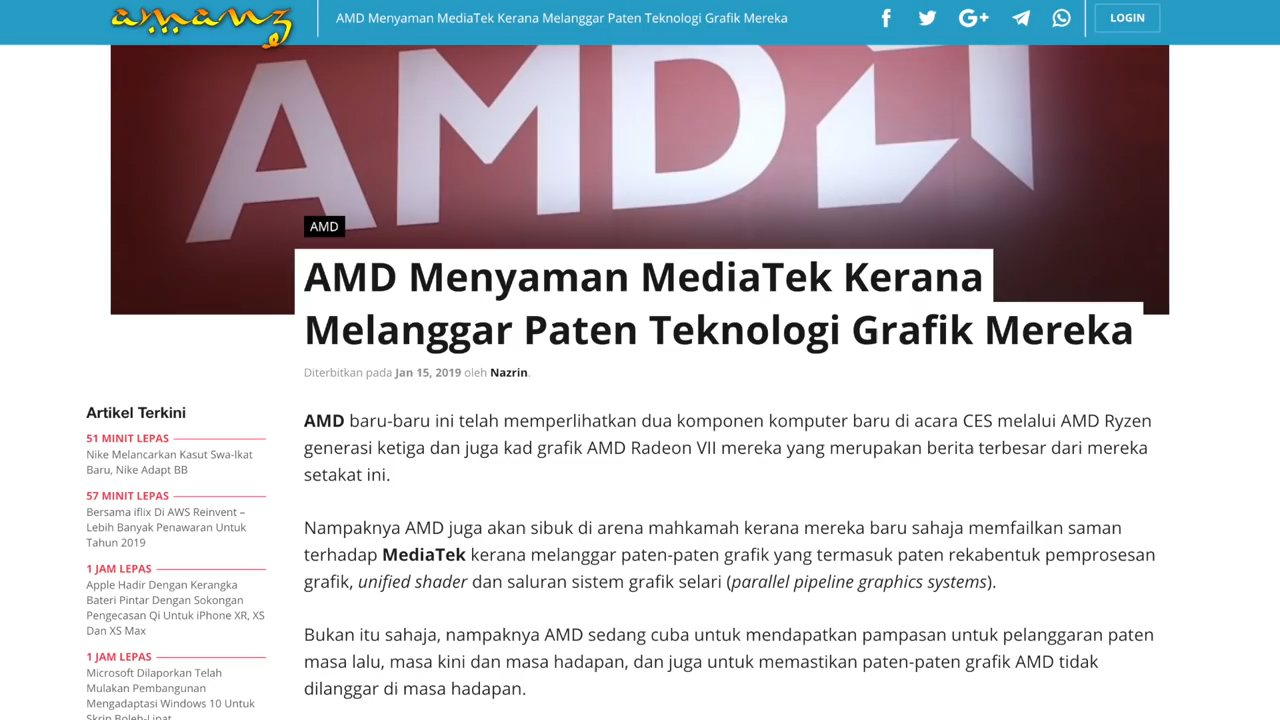 amanz
AMD Menyaman MediaTek Kerana Melanggar Paten Teknologi Grafik Mereka
LOGIN
AMD
AMD
AMD Menyaman MediaTek Kerana
Melanggar Paten Teknologi Grafik Mereka
Diterbitkan pada Jan 15, 2019 oleh Nazrin.
Artikel Terkini
51 MINIT LEPAS
Nike Melancarkan Kasut Swa-Ikat
Baru, Nike Adapt BB
57 MINIT LEPAS
Bersama iflix Di AWS Reinvent –
Lebih Banyak Penawaran Untuk
Tahun 2019
1 JAM LEPAS
Apple Hadir Dengan Kerangka
Bateri Pintar Dengan Sokongan
Pengecasan Qi Untuk iPhone XR, XS
Dan XS Max
1 JAM LEPAS
Microsoft Dilaporkan Telah
Mulakan Pembangunan
Mengadaptasi Windows 10 Untuk
Skrin Boleh-Lipat
AMD baru-baru ini telah memperlihatkan dua komponen komputer baru di acara CES melalui AMD Ryzen
generasi ketiga dan juga kad grafik AMD Radeon VII mereka yang merupakan berita terbesar dari mereka
setakat ini.
Nampaknya AMD juga akan sibuk di arena mahkamah kerana mereka baru sahaja memfailkan saman
terhadap MediaTek kerana melanggar paten-paten grafik yang termasuk paten rekabentuk pemprosesan
grafik, unified shader dan saluran sistem grafik selari (parallel pipeline graphics systems).
Bukan itu sahaja, nampaknya AMD sedang cuba untuk mendapatkan pampasan untuk pelanggaran paten
masa lalu, masa kini dan masa hadapan, dan juga untuk memastikan paten-paten grafik AMD tidak
dilanggar di masa hadapan.